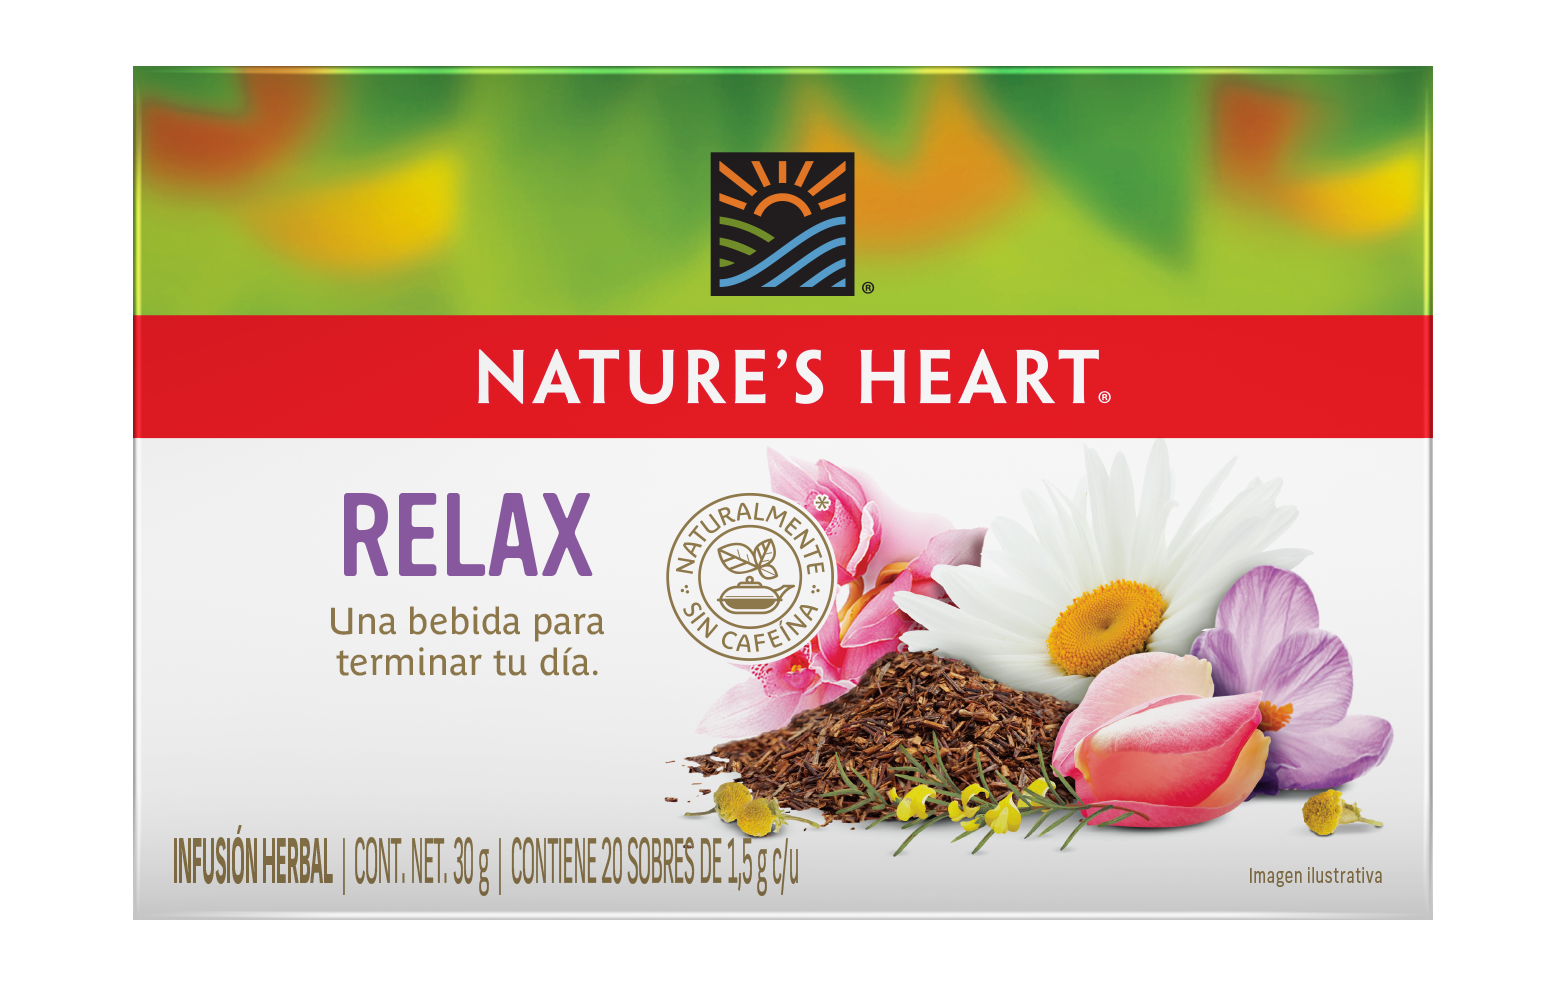 ®
NATURE'S HEART®
RELAX
Una bebida para
terminar tu día.
NATURALMENTE*
SIN CAFEÍNA
INFUSIÓN HERBAL | CONT. NET. 30 g | CONTIENE 20 SOBRES DE 1,5 g c/u
Imagen ilustrativa